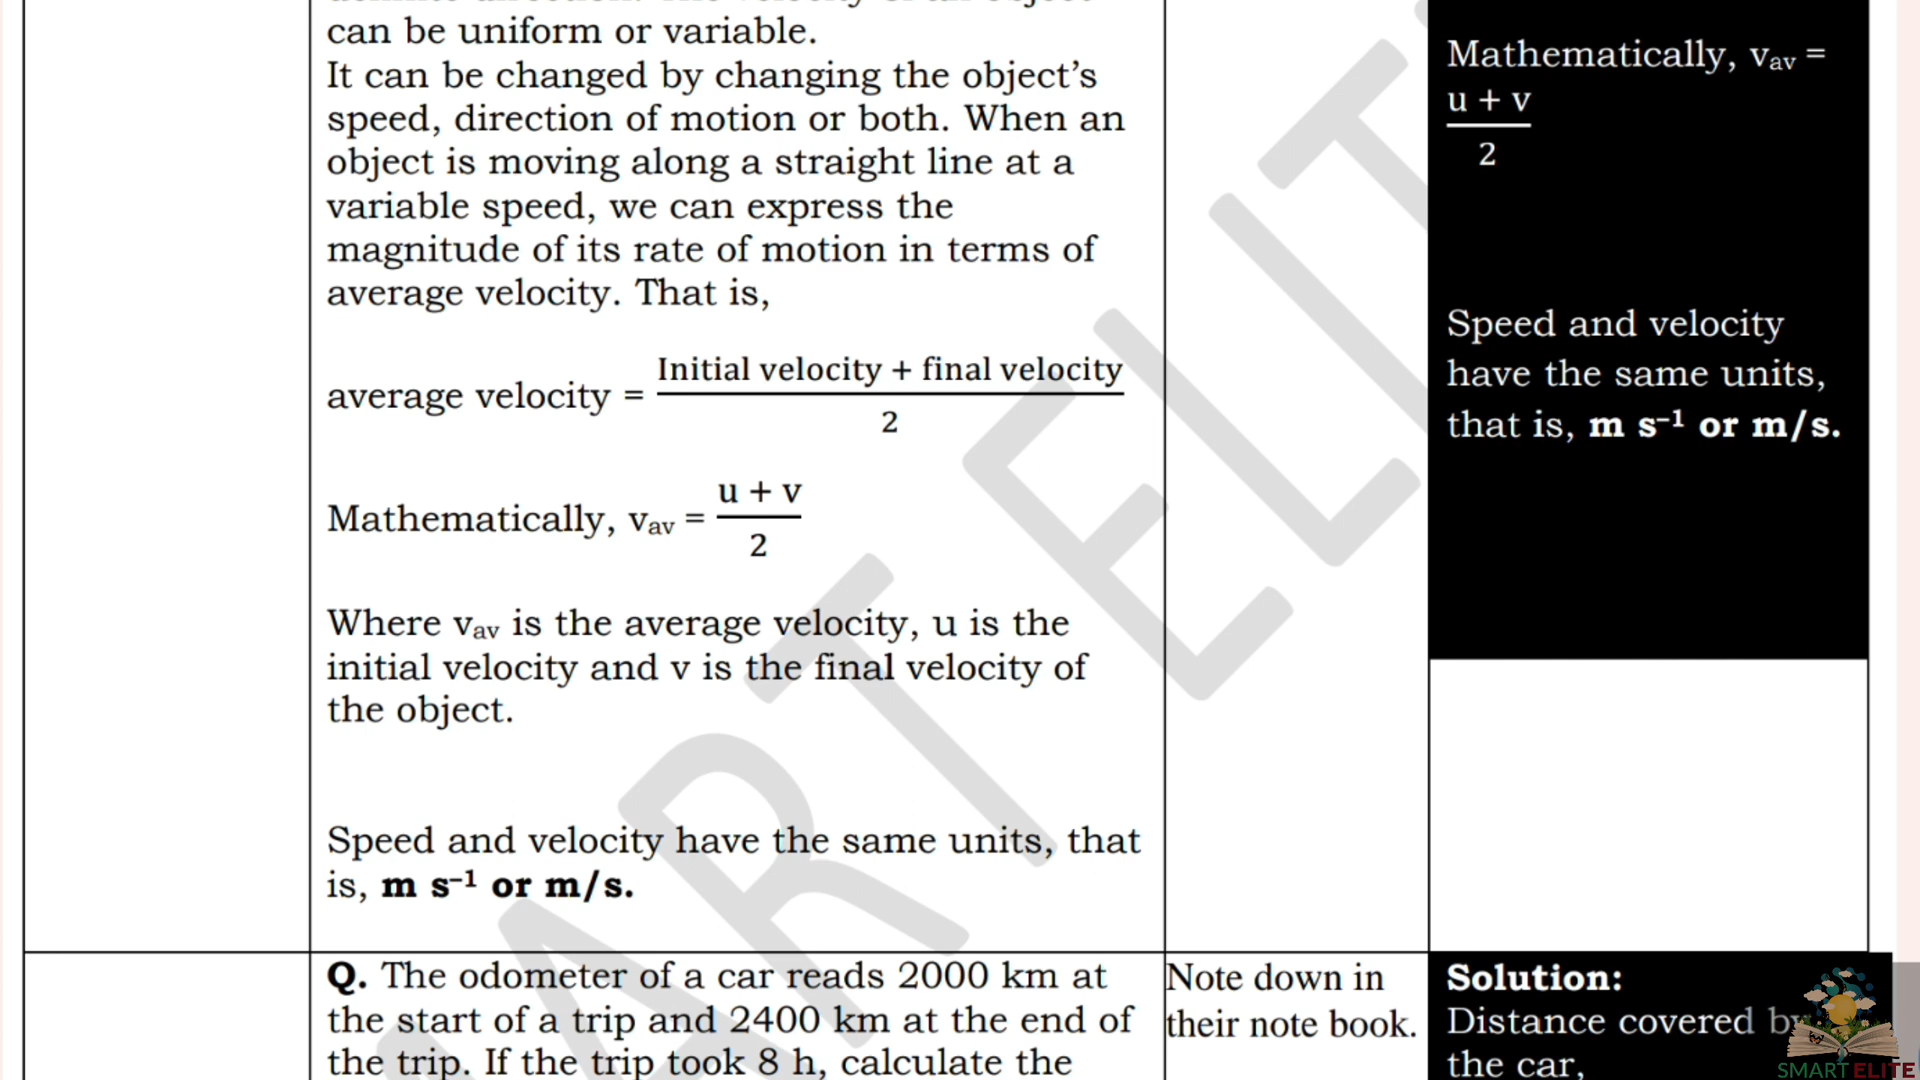 can be uniform or variable.
It can be changed by changing the object’s
speed, direction of motion or both. When an
object is moving along a straight line at a
variable speed, we can express the
magnitude of its rate of motion in terms of
average velocity. That is,
average velocity = Initial velocity + final velocity / 2
Mathematically, vav = u + v / 2
Where vav is the average velocity, u is the
initial velocity and v is the final velocity of
the object.
Speed and velocity have the same units, that
is, m s⁻¹ or m/s.
Mathematically, vav =
u + v
2
Speed and velocity
have the same units,
that is, m s⁻¹ or m/s.
Q. The odometer of a car reads 2000 km at
the start of a trip and 2400 km at the end of
the trip. If the trip took 8 h, calculate the
Note down in
their note book.
Solution:
Distance covered by
the car,
SMART ELITE
ART ELIT